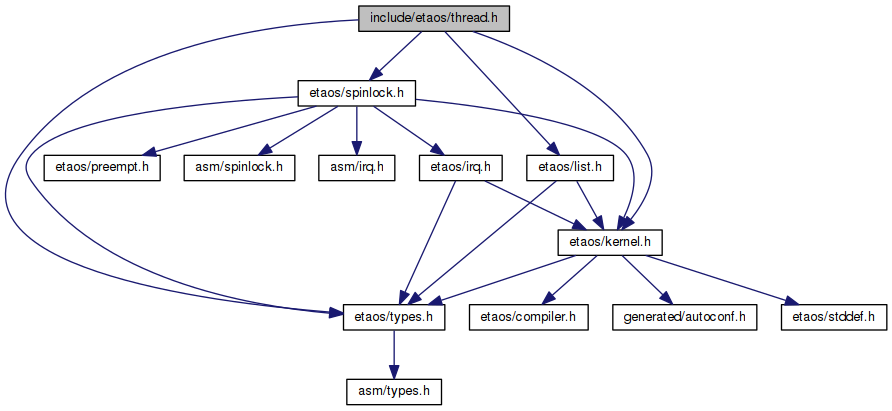 include/etaos/thread.h
etaos/spinlock.h
etaos/preempt.h
asm/spinlock.h
asm/irq.h
etaos/irq.h
etaos/list.h
etaos/kernel.h
etaos/types.h
etaos/compiler.h
generated/autoconf.h
etaos/stddef.h
asm/types.h